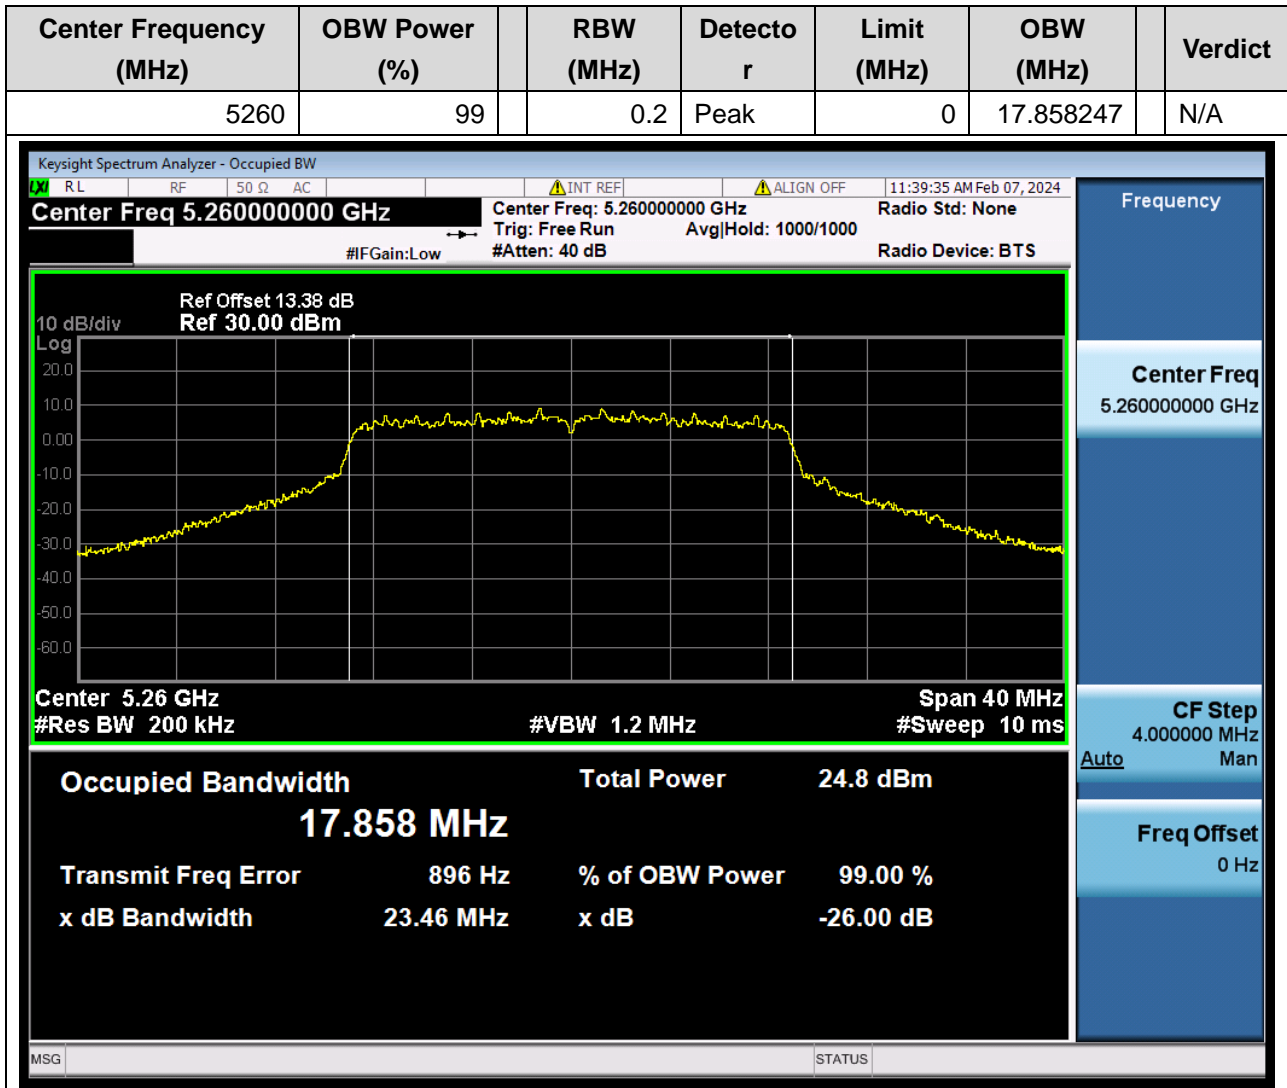 Center Frequency (MHz) OBW Power (%) RBW (MHz) Detecto r Limit (MHz) OBW (MHz) Verdict
5260 99 0.2 Peak 0 17.858247 N/A
Keysight Spectrum Analyzer - Occupied BW
LXI RL RF 50 Ω AC INT REF ALIGN OFF 11:39:35 AM Feb 07, 2024
Center Freq 5.260000000 GHz
Center Freq: 5.260000000 GHz
Radio Std: None
Trig: Free Run Avg|Hold: 1000/1000
#IFGain:Low
#Atten: 40 dB
Radio Device: BTS
Frequency
Ref Offset 13.38 dB
10 dB/div Ref 30.00 dBm
Log
20.0
10.0
0.00
-10.0
-20.0
-30.0
-40.0
-50.0
-60.0
Center 5.26 GHz Span 40 MHz
#Res BW 200 kHz #VBW 1.2 MHz #Sweep 10 ms
Center Freq
5.260000000 GHz
CF Step
4.000000 MHz
Auto Man
Freq Offset
0 Hz
Occupied Bandwidth Total Power 24.8 dBm
17.858 MHz
Transmit Freq Error 896 Hz % of OBW Power 99.00 %
x dB Bandwidth 23.46 MHz x dB -26.00 dB
MSG STATUS